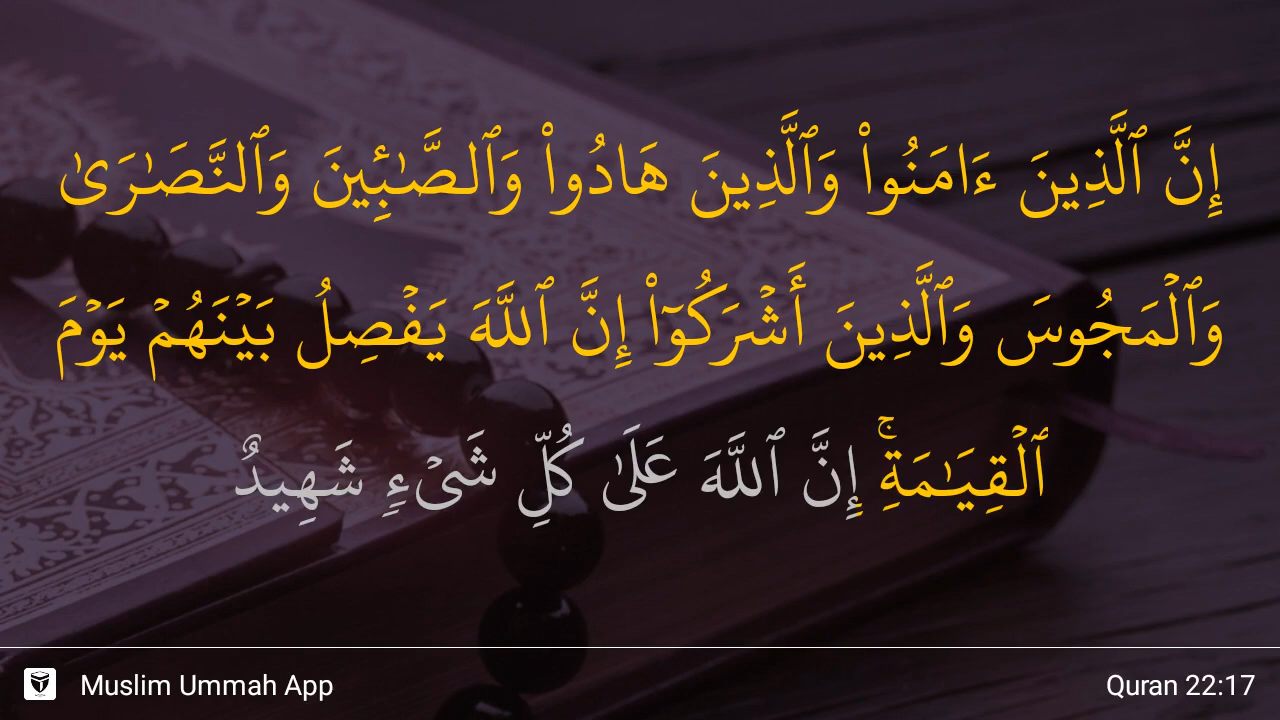 إِنَّ ٱلَّذِينَ ءَامَنُوا۟ وَٱلَّذِينَ هَادُوا۟ وَٱلصَّـٰبِـِٔينَ وَٱلنَّصَـٰرَىٰ
وَٱلْمَجُوسَ وَٱلَّذِينَ أَشْرَكُوٓا۟ إِنَّ ٱللَّهَ يَفْصِلُ بَيْنَهُمْ يَوْمَ
ٱلْقِيَـٰمَةِ ۚ إِنَّ ٱللَّهَ عَلَىٰ كُلِّ شَىْءٍ شَهِيدٌ
Muslim Ummah App
Quran 22:17